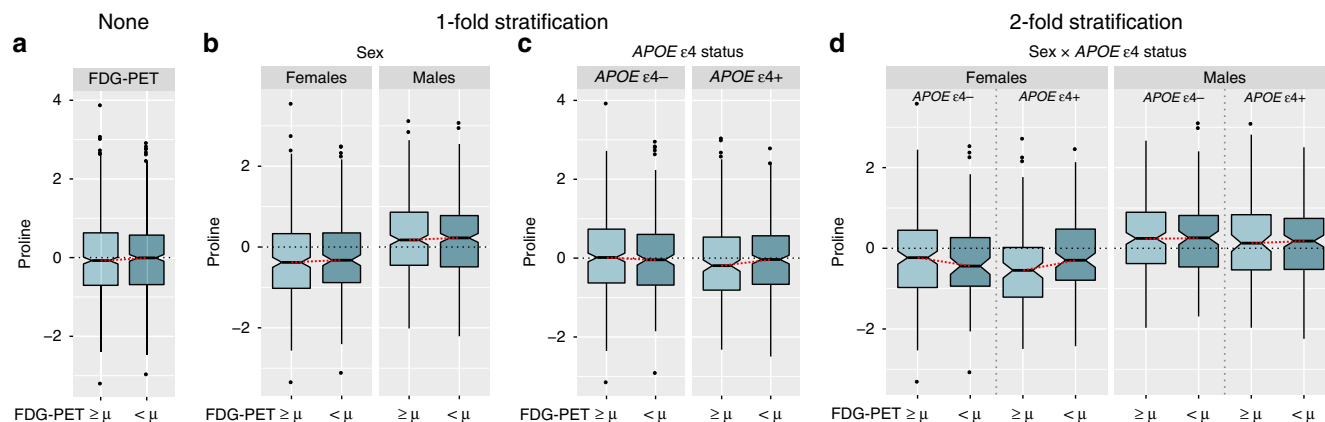 None
1-fold stratification
2-fold stratification
a
b
c
d
Sex
APOE ε4 status
Sex × APOE ε4 status
FDG-PET
Females
Males
APOE ε4–
APOE ε4+
Females
Males
APOE ε4–
APOE ε4+
APOE ε4–
APOE ε4+
Proline
4
2
0
–2
Proline
2
0
–2
Proline
4
2
0
–2
Proline
2
0
–2
FDG-PET ≥ μ < μ
FDG-PET ≥ μ < μ ≥ μ < μ
FDG-PET ≥ μ < μ ≥ μ < μ
FDG-PET ≥ μ < μ ≥ μ < μ ≥ μ < μ ≥ μ < μ